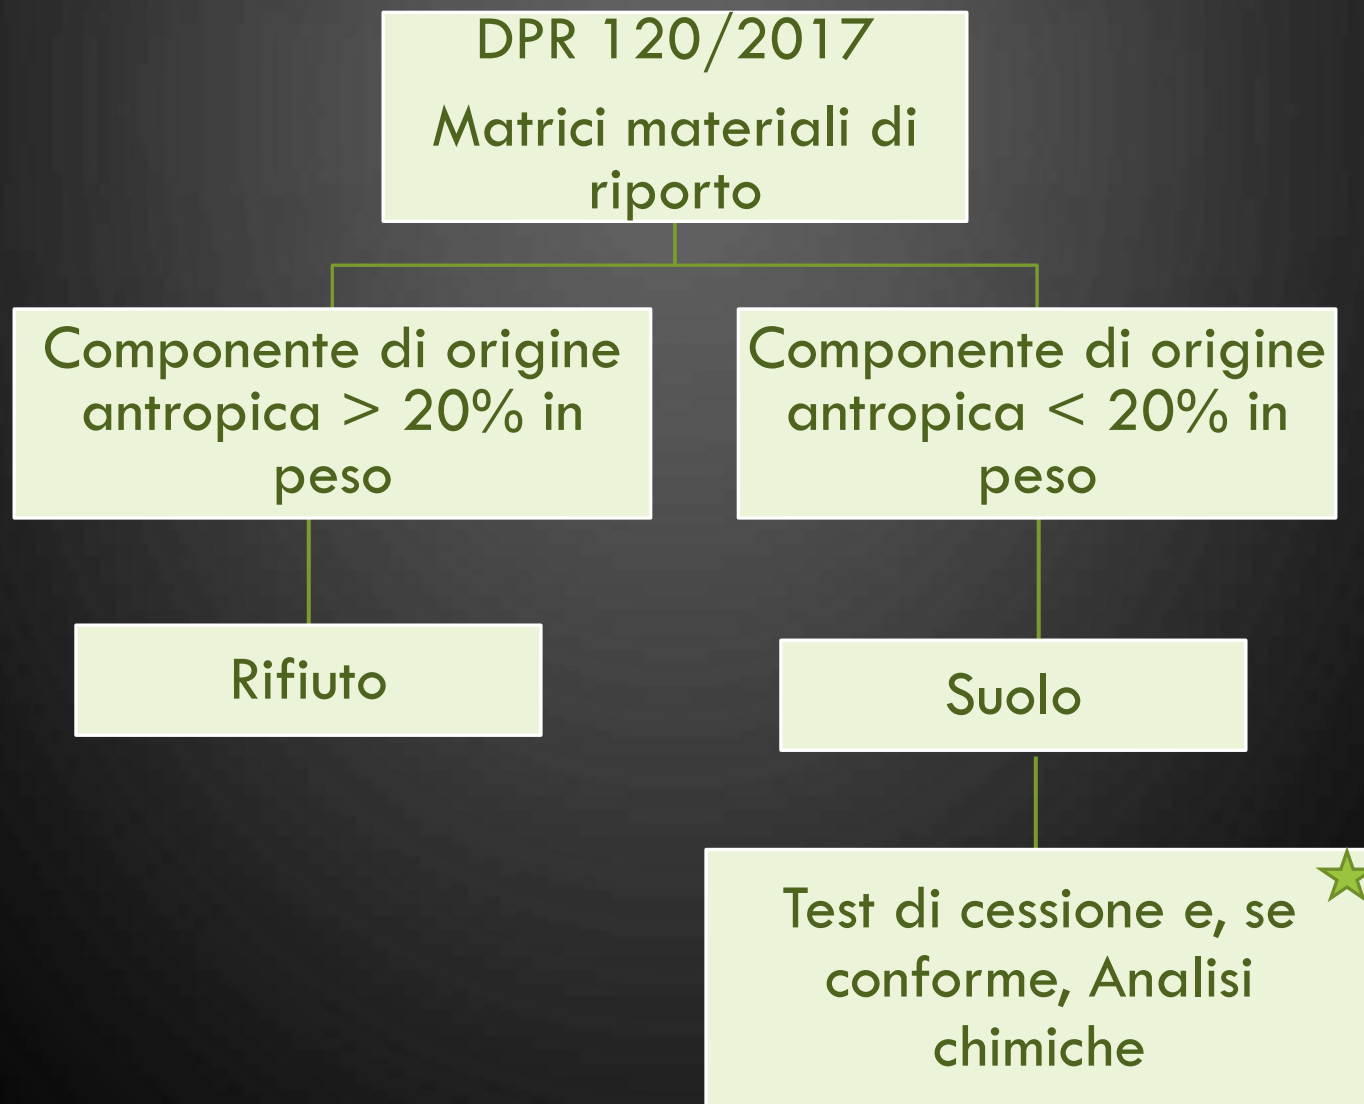 DPR 120/2017
Matrici materiali di
riporto
Componente di origine
antropica > 20% in
peso
Componente di origine
antropica < 20% in
peso
Rifiuto
Suolo
Test di cessione e, se
conforme, Analisi
chimiche